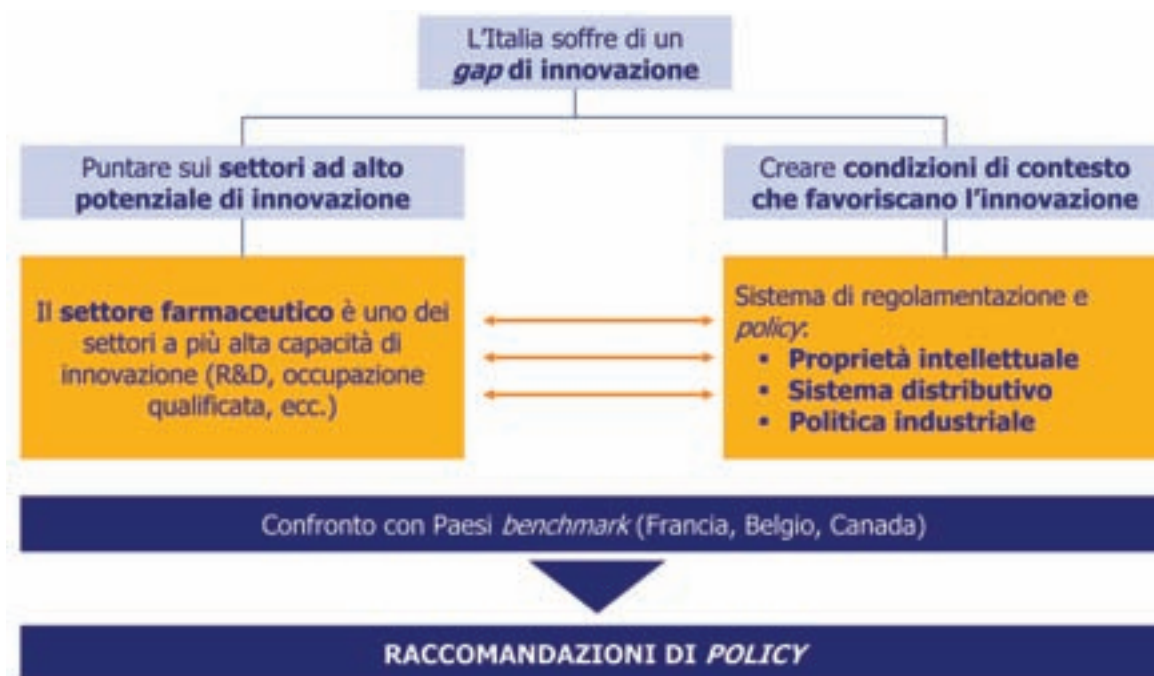 L'Italia soffre di un
gap di innovazione
Puntare sui settori ad alto
potenziale di innovazione
Creare condizioni di contesto
che favoriscano l'innovazione
Il settore farmaceutico è uno dei
settori a più alta capacità di
innovazione (R&D, occupazione
qualificata, ecc.)
Sistema di regolamentazione e
policy:
▪ Proprietà intellettuale
▪ Sistema distributivo
▪ Politica industriale
Confronto con Paesi benchmark (Francia, Belgio, Canada)
RACCOMANDAZIONI DI POLICY